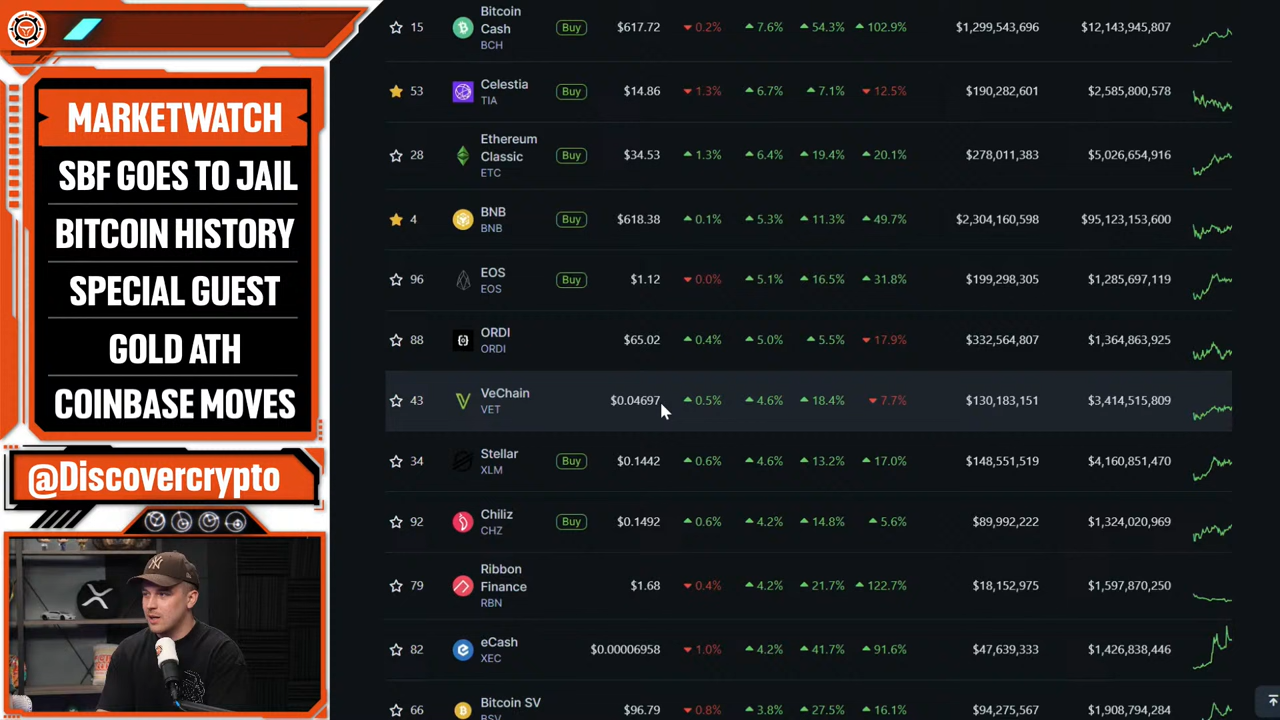 MARKETWATCH
SBF GOES TO JAIL
BITCOIN HISTORY
SPECIAL GUEST
GOLD ATH
COINBASE MOVES
@Discovercrypto
NY
15 Bitcoin Cash BCH Buy $617.72 0.2% 7.6% 54.3% 102.9% $1,299,543,696 $12,143,945,807
53 Celestia TIA Buy $14.86 1.3% 6.7% 7.1% 12.5% $190,282,601 $2,585,800,578
28 Ethereum Classic ETC Buy $34.53 1.3% 6.4% 19.4% 20.1% $278,011,383 $5,026,654,916
4 BNB BNB Buy $618.38 0.1% 5.3% 11.3% 49.7% $2,304,160,598 $95,123,153,600
96 EOS EOS Buy $1.12 0.0% 5.1% 16.5% 31.8% $199,298,305 $1,285,697,119
88 ORDI ORDI $65.02 0.4% 5.0% 5.5% 17.9% $332,564,807 $1,364,863,925
43 VeChain VET $0.04697 0.5% 4.6% 18.4% 7.7% $130,183,151 $3,414,515,809
34 Stellar XLM Buy $0.1442 0.6% 4.6% 13.2% 17.0% $148,551,519 $4,160,851,470
92 Chiliz CHZ Buy $0.1492 0.6% 4.2% 14.8% 5.6% $89,992,222 $1,324,020,969
79 Ribbon Finance RBN $1.68 0.4% 4.2% 21.7% 122.7% $18,152,975 $1,597,870,250
82 eCash XEC $0.00006958 1.0% 4.2% 41.7% 91.6% $47,639,333 $1,426,838,446
66 Bitcoin SV BSV $96.79 0.8% 3.8% 27.5% 16.1% $94,275,567 $1,908,794,284